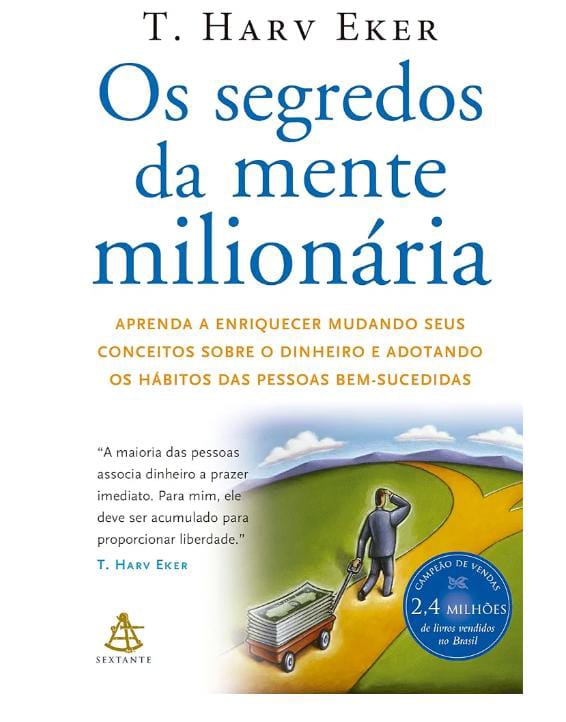 T. Harv Eker
Os segredos
da mente
milionária
APRENDA A ENRIQUECER MUDANDO SEUS
CONCEITOS SOBRE O DINHEIRO E ADOTANDO
OS HÁBITOS DAS PESSOAS BEM-SUCEDIDAS
“A maioria das pessoas
associa dinheiro a prazer
imediato. Para mim, ele
deve ser acumulado para
proporcionar liberdade.”
T. Harv Eker
CAMPEÃO DE VENDAS
2,4 MILHÕES
de livros vendidos
no Brasil
SEXTANTE